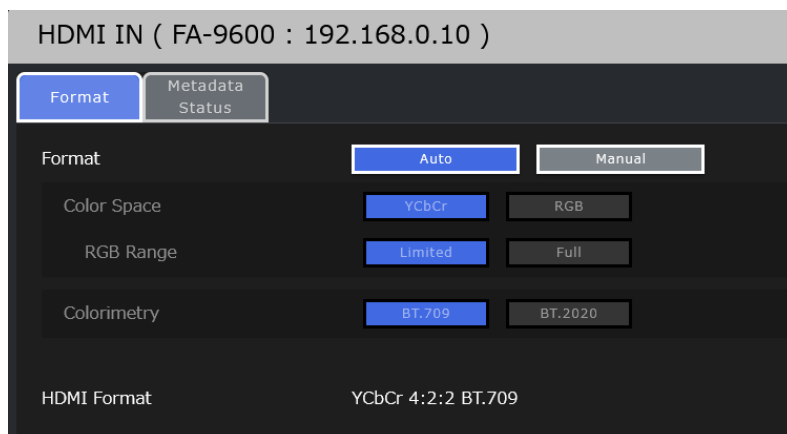 HDMI IN ( FA-9600 : 192.168.0.10 )
Format
Metadata
Status
Format Auto Manual
Color Space YCbCr RGB
RGB Range Limited Full
Colorimetry BT.709 BT.2020
HDMI Format YCbCr 4:2:2 BT.709